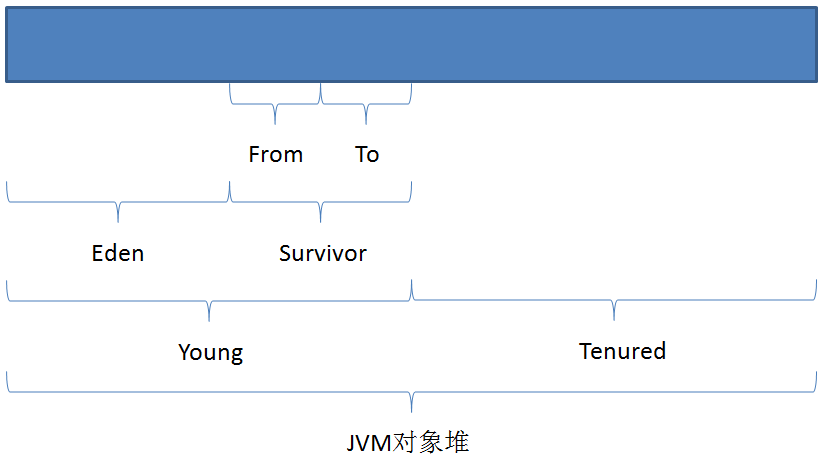 From To
Eden Survivor
Young Tenured
JVM对象堆